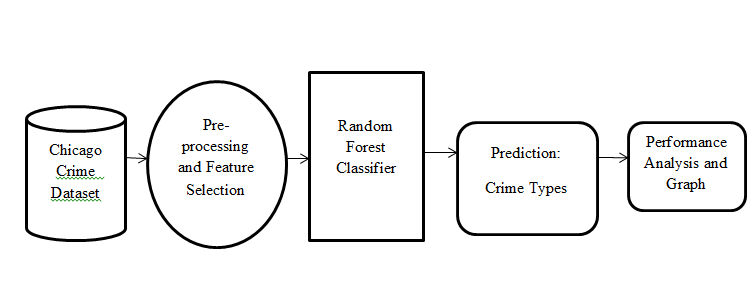 Chicago
Crime
Dataset
Pre-
processing
and Feature
Selection
Random
Forest
Classifier
Prediction:
Crime Types
Performance
Analysis and
Graph